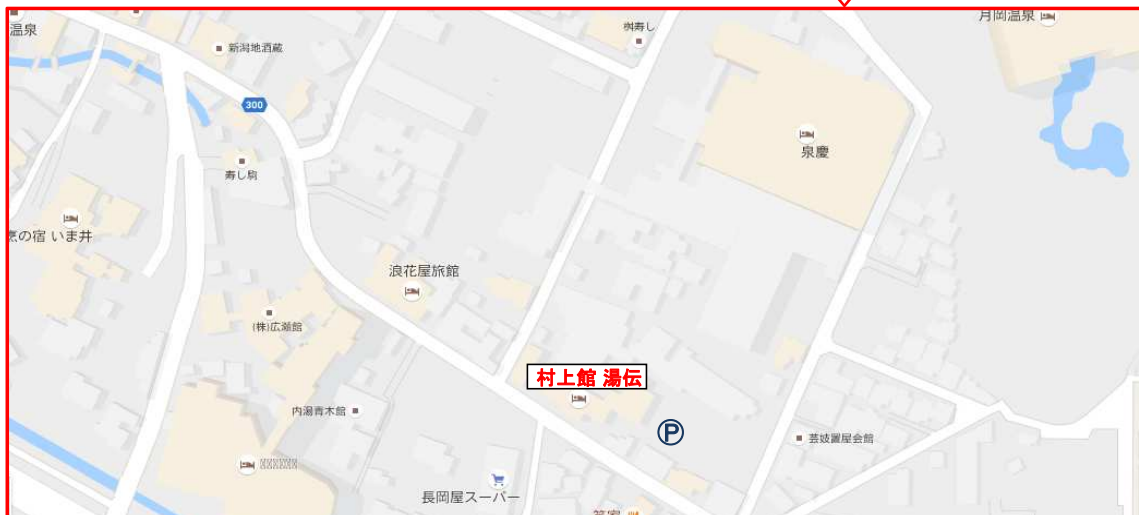 温泉
新潟地酒蔵
桝寿し
月岡温泉
300
寿し駒
泉慶
の宿 いま井
浪花屋旅館
(株)広瀬館
村上館 湯伝
内湯青木館
P
芸妓置屋会館
長岡屋スーパー